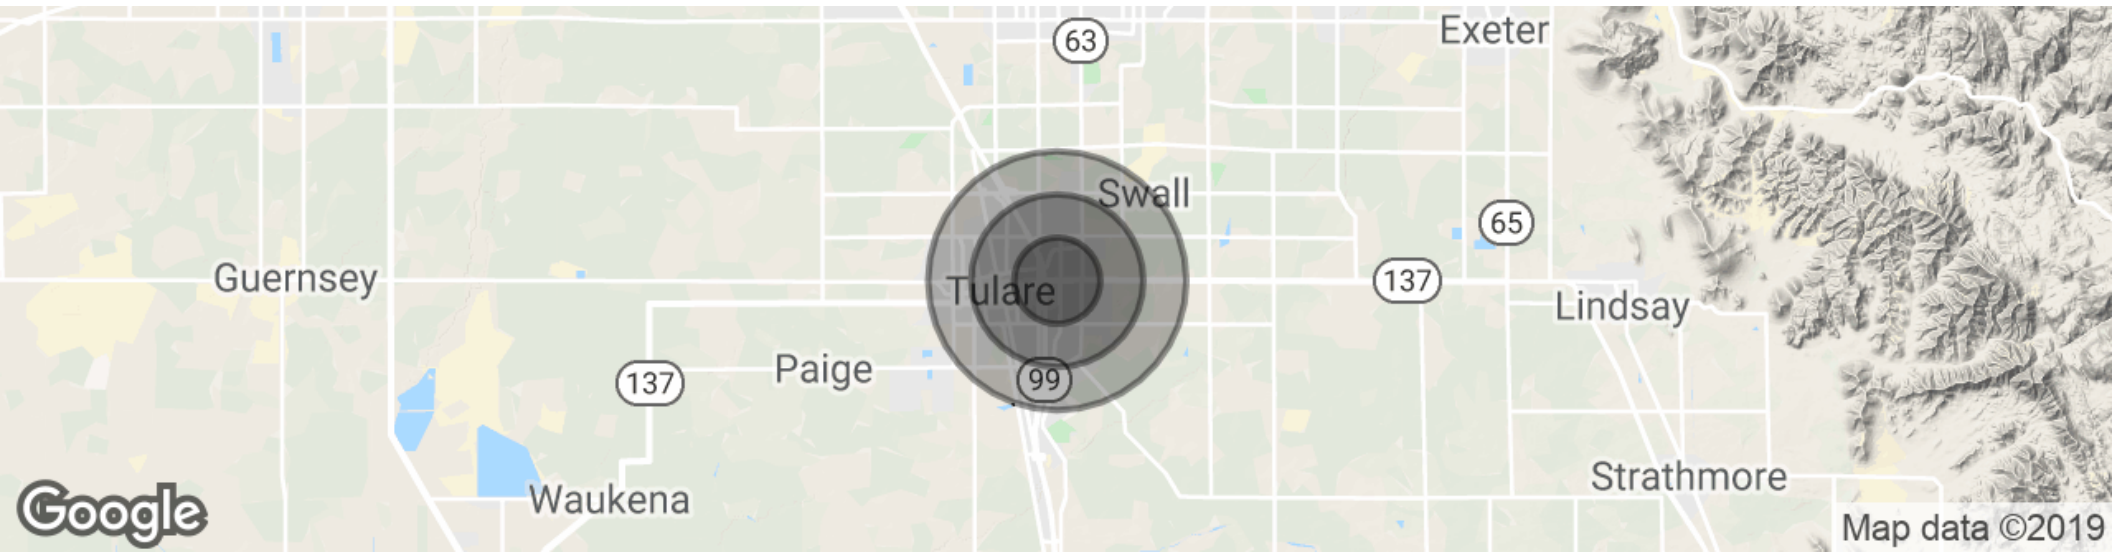 63
Exeter
Swall
65
Guernsey
Tulare
137
Lindsay
137
Paige
99
Strathmore
Waukena
Google
Map data ©2019